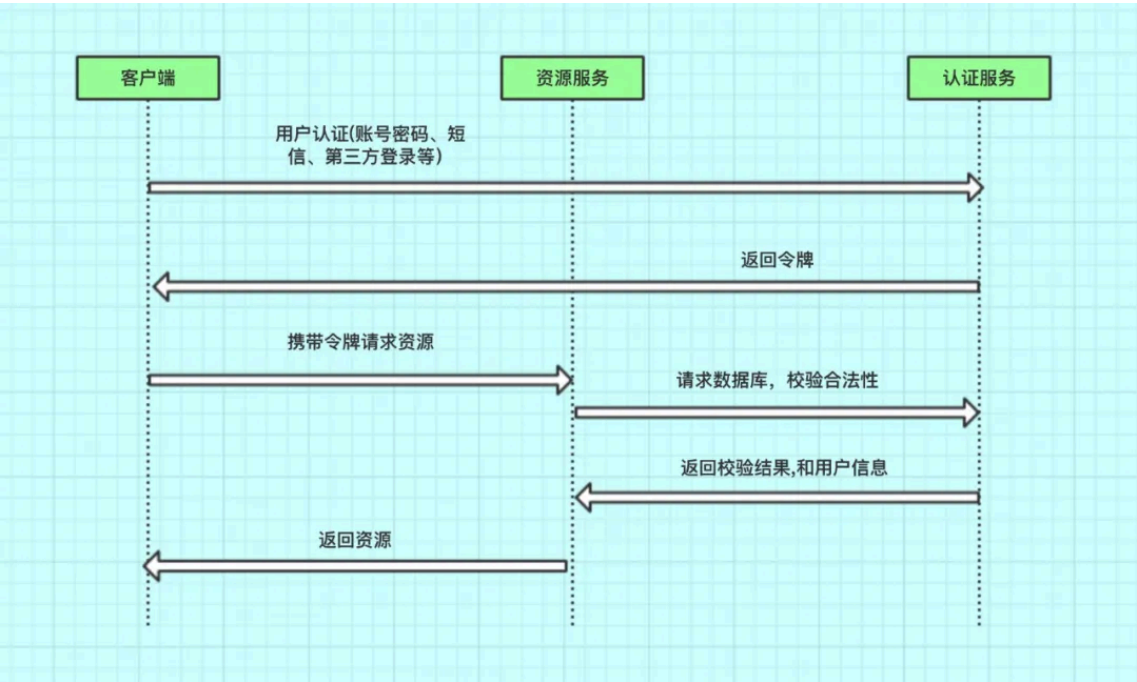 客户端
资源服务
认证服务
用户认证(账号密码、短
信、第三方登录等)
返回令牌
携带令牌请求资源
请求数据库，校验合法性
返回校验结果,和用户信息
返回资源